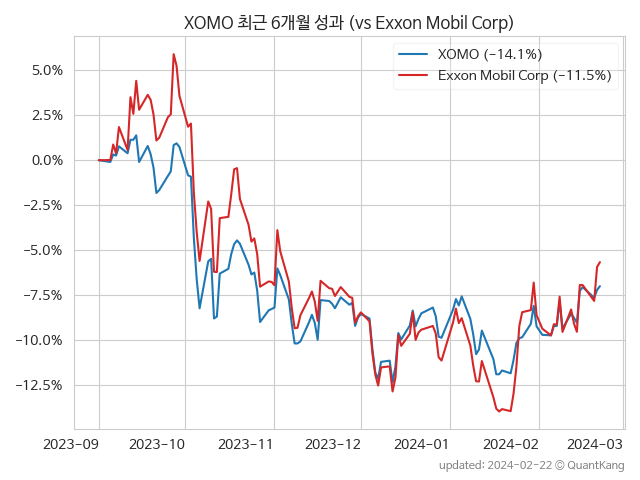 XOMO 최근 6개월 성과 (vs Exxon Mobil Corp)
XOMO (−14.1%)
Exxon Mobil Corp (−11.5%)
5.0%
2.5%
0.0%
−2.5%
−5.0%
−7.5%
−10.0%
−12.5%
2023-09 2023-10 2023-11 2023-12 2024-01 2024-02 2024-03
updated: 2024-02-22 © QuantKang